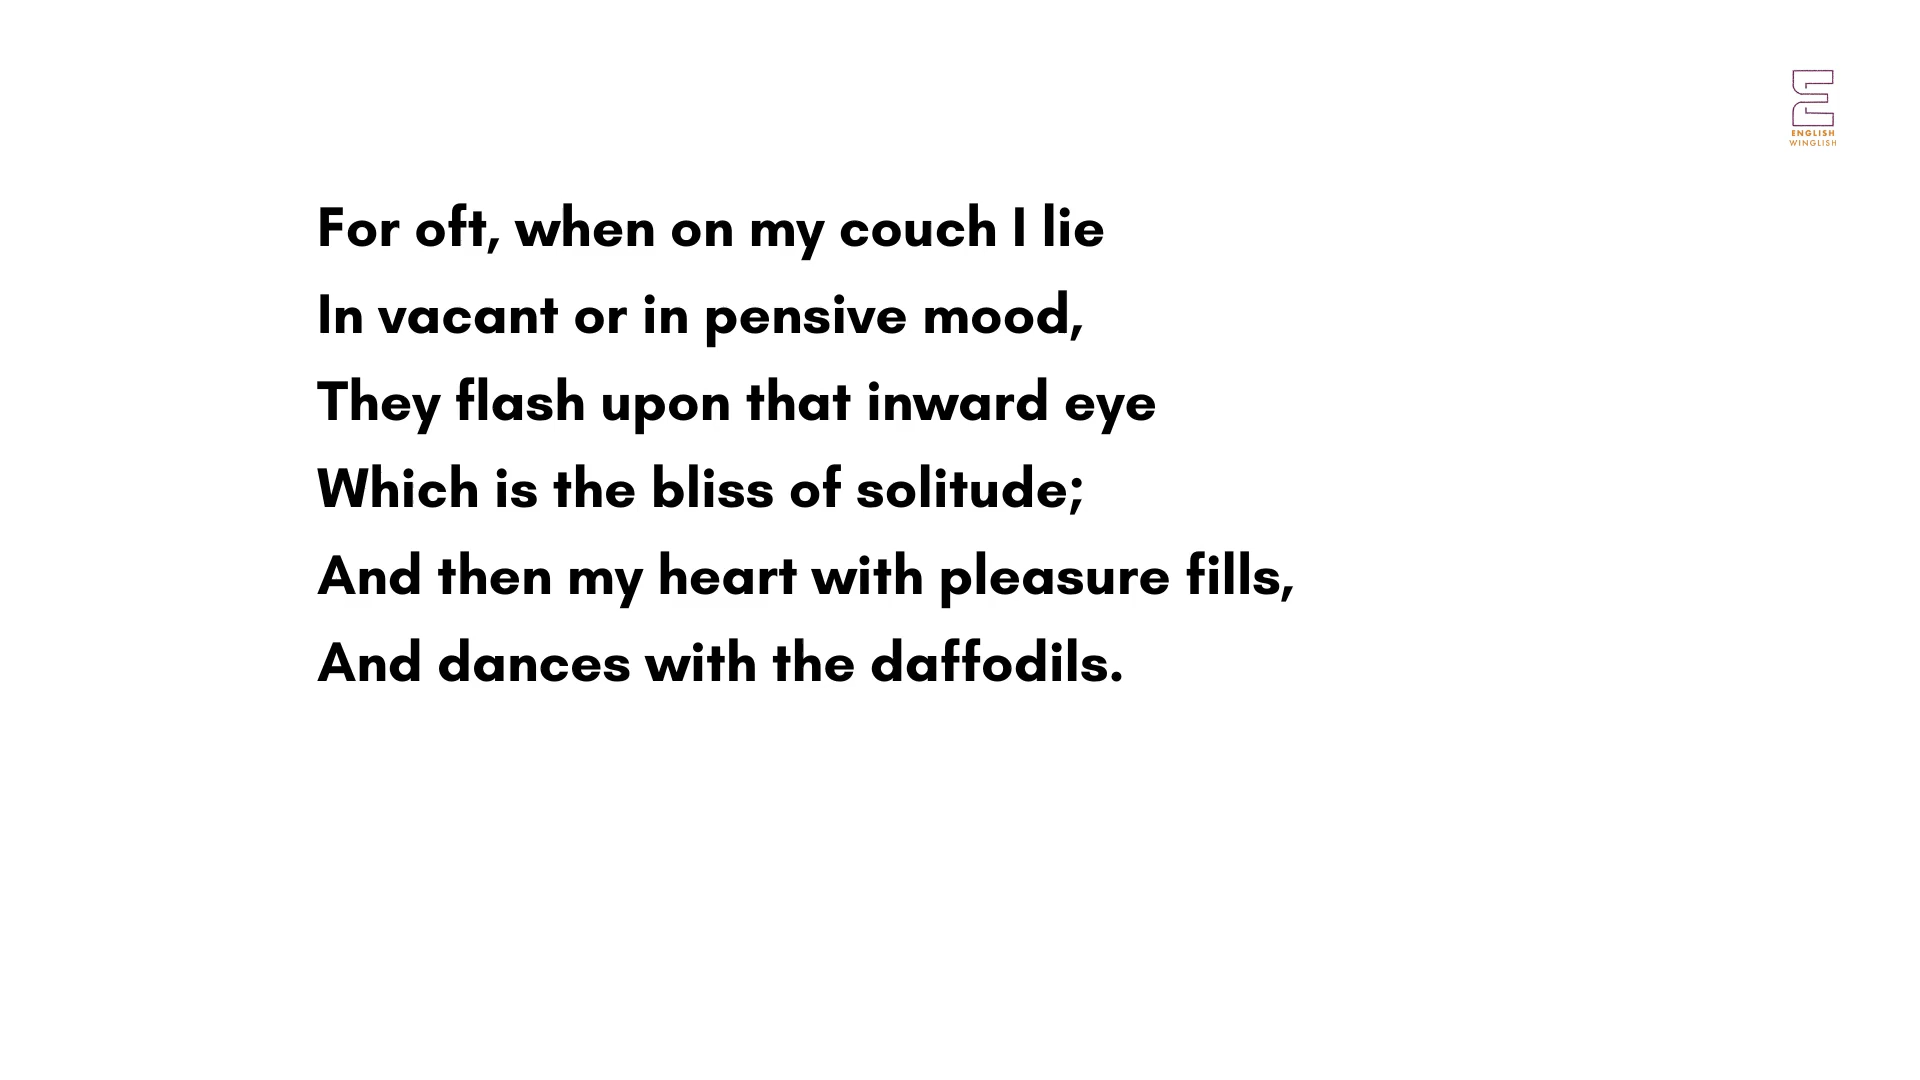 ENGLISH
WINGLISH
For oft, when on my couch I lie
In vacant or in pensive mood,
They flash upon that inward eye
Which is the bliss of solitude;
And then my heart with pleasure fills,
And dances with the daffodils.